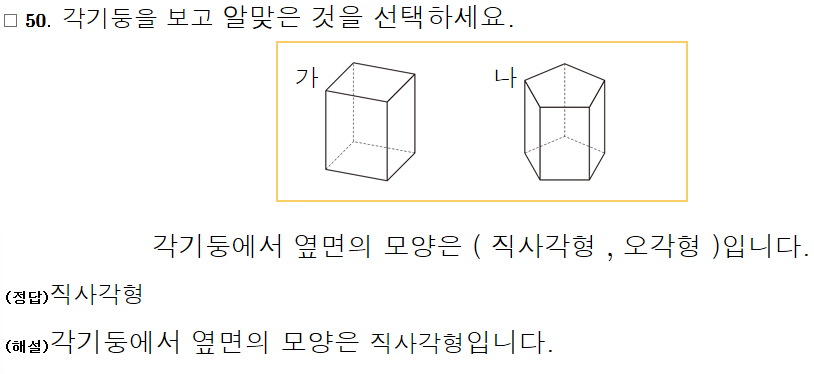 □ 50. 각기둥을 보고 알맞은 것을 선택하세요.
가 나
각기둥에서 옆면의 모양은 ( 직사각형 , 오각형 )입니다.
(정답)직사각형
(해설)각기둥에서 옆면의 모양은 직사각형입니다.